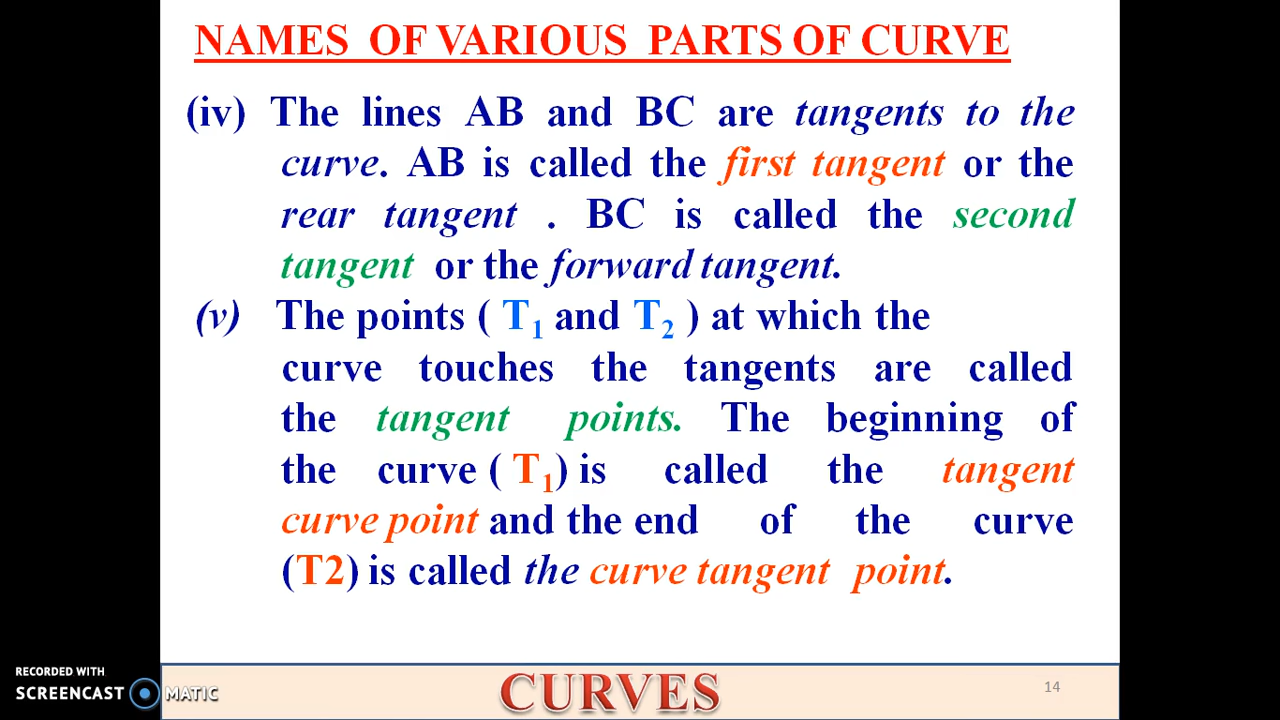 NAMES OF VARIOUS PARTS OF CURVE
(iv) The lines AB and BC are tangents to the
curve. AB is called the first tangent or the
rear tangent . BC is called the second
tangent or the forward tangent.
(v) The points ( T₁ and T₂ ) at which the
curve touches the tangents are called
the tangent points. The beginning of
the curve ( T₁) is called the tangent
curve point and the end of the curve
(T2) is called the curve tangent point.
RECORDED WITH
SCREENCAST MATIC
CURVES
14